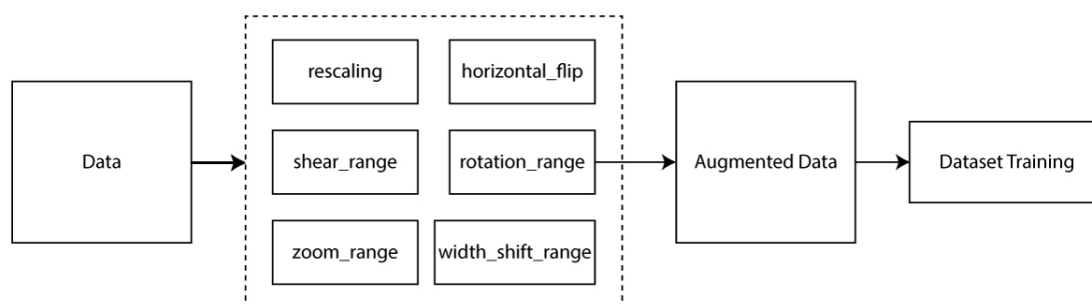 Data
rescaling
horizontal_flip
shear_range
rotation_range
zoom_range
width_shift_range
Augmented Data
Dataset Training